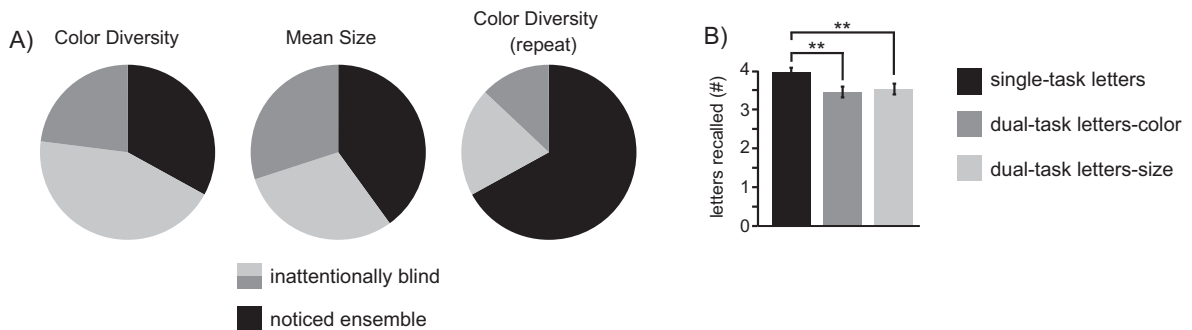 A)
Color Diversity
Mean Size
Color Diversity
(repeat)
inattentionally blind
noticed ensemble
B)
**
**
letters recalled (#)
4
3
2
1
0
single-task letters
dual-task letters-color
dual-task letters-size